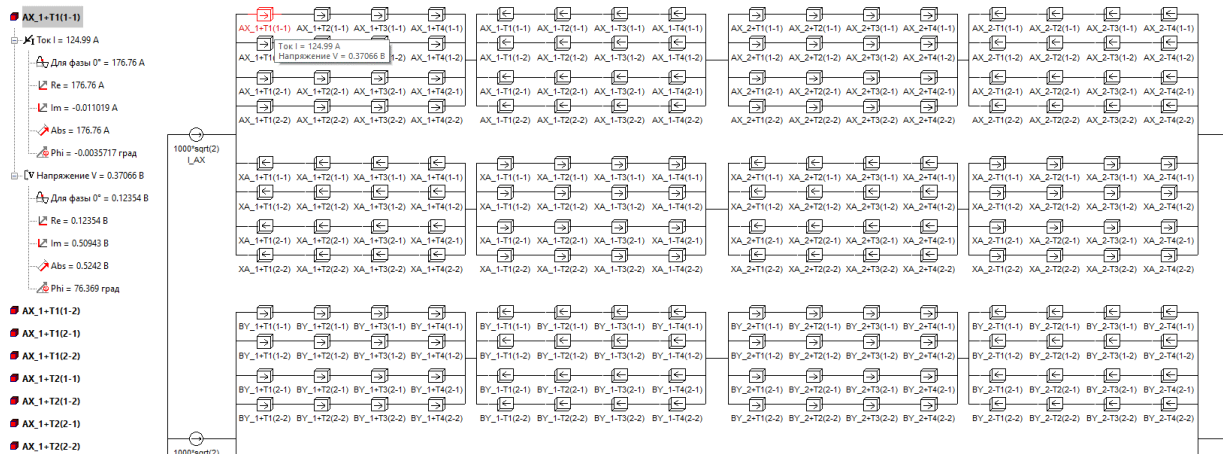 AX_1+T1(1-1)
Ток I = 124.99 А
Для фазы 0° = 176.76 А
Re = 176.76 А
Im = -0.011019 А
Abs = 176.76 А
Phi = -0.0035717 град
Напряжение V = 0.37066 В
Для фазы 0° = 0.12354 В
Re = 0.12354 В
Im = 0.50943 В
Abs = 0.5242 В
Phi = 76.369 град
AX_1+T1(1-2)
AX_1+T1(2-1)
AX_1+T1(2-2)
AX_1+T2(1-1)
AX_1+T2(1-2)
AX_1+T2(2-1)
AX_1+T2(2-2)
AX_1+T1(1-1) AX_1+T2(1-1) AX_1+T3(1-1) AX_1+T4(1-1) AX_1-T1(1-1) AX_1-T2(1-1) AX_1-T3(1-1) AX_1-T4(1-1) AX_2+T1(1-1) AX_2+T2(1-1) AX_2+T3(1-1) AX_2+T4(1-1) AX_2-T1(1-1) AX_2-T2(1-1) AX_2-T3(1-1) AX_2-T4(1-1)
Ток I = 124.99 А
Напряжение V = 0.37066 В
AX_1+T4(1-2) AX_1-T1(1-2) AX_1-T2(1-2) AX_1-T3(1-2) AX_1-T4(1-2) AX_2+T1(1-2) AX_2+T2(1-2) AX_2+T3(1-2) AX_2+T4(1-2) AX_2-T1(1-2) AX_2-T2(1-2) AX_2-T3(1-2) AX_2-T4(1-2)
AX_1+T1(2-1) AX_1+T2(2-1) AX_1+T3(2-1) AX_1+T4(2-1) AX_1-T1(2-1) AX_1-T2(2-1) AX_1-T3(2-1) AX_1-T4(2-1) AX_2+T1(2-1) AX_2+T2(2-1) AX_2+T3(2-1) AX_2+T4(2-1) AX_2-T1(2-1) AX_2-T2(2-1) AX_2-T3(2-1) AX_2-T4(2-1)
AX_1+T1(2-2) AX_1+T2(2-2) AX_1+T3(2-2) AX_1+T4(2-2) AX_1-T1(2-2) AX_1-T2(2-2) AX_1-T3(2-2) AX_1-T4(2-2) AX_2+T1(2-2) AX_2+T2(2-2) AX_2+T3(2-2) AX_2+T4(2-2) AX_2-T1(2-2) AX_2-T2(2-2) AX_2-T3(2-2) AX_2-T4(2-2)
1000*sqrt(2)
I_AX
XA_1+T1(1-1) XA_1+T2(1-1) XA_1+T3(1-1) XA_1+T4(1-1) XA_1-T1(1-1) XA_1-T2(1-1) XA_1-T3(1-1) XA_1-T4(1-1) XA_2+T1(1-1) XA_2+T2(1-1) XA_2+T3(1-1) XA_2+T4(1-1) XA_2-T1(1-1) XA_2-T2(1-1) XA_2-T3(1-1) XA_2-T4(1-1)
XA_1+T1(1-2) XA_1+T2(1-2) XA_1+T3(1-2) XA_1+T4(1-2) XA_1-T1(1-2) XA_1-T2(1-2) XA_1-T3(1-2) XA_1-T4(1-2) XA_2+T1(1-2) XA_2+T2(1-2) XA_2+T3(1-2) XA_2+T4(1-2) XA_2-T1(1-2) XA_2-T2(1-2) XA_2-T3(1-2) XA_2-T4(1-2)
XA_1+T1(2-1) XA_1+T2(2-1) XA_1+T3(2-1) XA_1+T4(2-1) XA_1-T1(2-1) XA_1-T2(2-1) XA_1-T3(2-1) XA_1-T4(2-1) XA_2+T1(2-1) XA_2+T2(2-1) XA_2+T3(2-1) XA_2+T4(2-1) XA_2-T1(2-1) XA_2-T2(2-1) XA_2-T3(2-1) XA_2-T4(2-1)
XA_1+T1(2-2) XA_1+T2(2-2) XA_1+T3(2-2) XA_1+T4(2-2) XA_1-T1(2-2) XA_1-T2(2-2) XA_1-T3(2-2) XA_1-T4(2-2) XA_2+T1(2-2) XA_2+T2(2-2) XA_2+T3(2-2) XA_2+T4(2-2) XA_2-T1(2-2) XA_2-T2(2-2) XA_2-T3(2-2) XA_2-T4(2-2)
BY_1+T1(1-1) BY_1+T2(1-1) BY_1+T3(1-1) BY_1+T4(1-1) BY_1-T1(1-1) BY_1-T2(1-1) BY_1-T3(1-1) BY_1-T4(1-1) BY_2+T1(1-1) BY_2+T2(1-1) BY_2+T3(1-1) BY_2+T4(1-1) BY_2-T1(1-1) BY_2-T2(1-1) BY_2-T3(1-1) BY_2-T4(1-1)
BY_1+T1(1-2) BY_1+T2(1-2) BY_1+T3(1-2) BY_1+T4(1-2) BY_1-T1(1-2) BY_1-T2(1-2) BY_1-T3(1-2) BY_1-T4(1-2) BY_2+T1(1-2) BY_2+T2(1-2) BY_2+T3(1-2) BY_2+T4(1-2) BY_2-T1(1-2) BY_2-T2(1-2) BY_2-T3(1-2) BY_2-T4(1-2)
BY_1+T1(2-1) BY_1+T2(2-1) BY_1+T3(2-1) BY_1+T4(2-1) BY_1-T1(2-1) BY_1-T2(2-1) BY_1-T3(2-1) BY_1-T4(2-1) BY_2+T1(2-1) BY_2+T2(2-1) BY_2+T3(2-1) BY_2+T4(2-1) BY_2-T1(2-1) BY_2-T2(2-1) BY_2-T3(2-1) BY_2-T4(2-1)
BY_1+T1(2-2) BY_1+T2(2-2) BY_1+T3(2-2) BY_1+T4(2-2) BY_1-T1(2-2) BY_1-T2(2-2) BY_1-T3(2-2) BY_1-T4(2-2) BY_2+T1(2-2) BY_2+T2(2-2) BY_2+T3(2-2) BY_2+T4(2-2) BY_2-T1(2-2) BY_2-T2(2-2) BY_2-T3(2-2) BY_2-T4(2-2)
1000*sqrt(2)